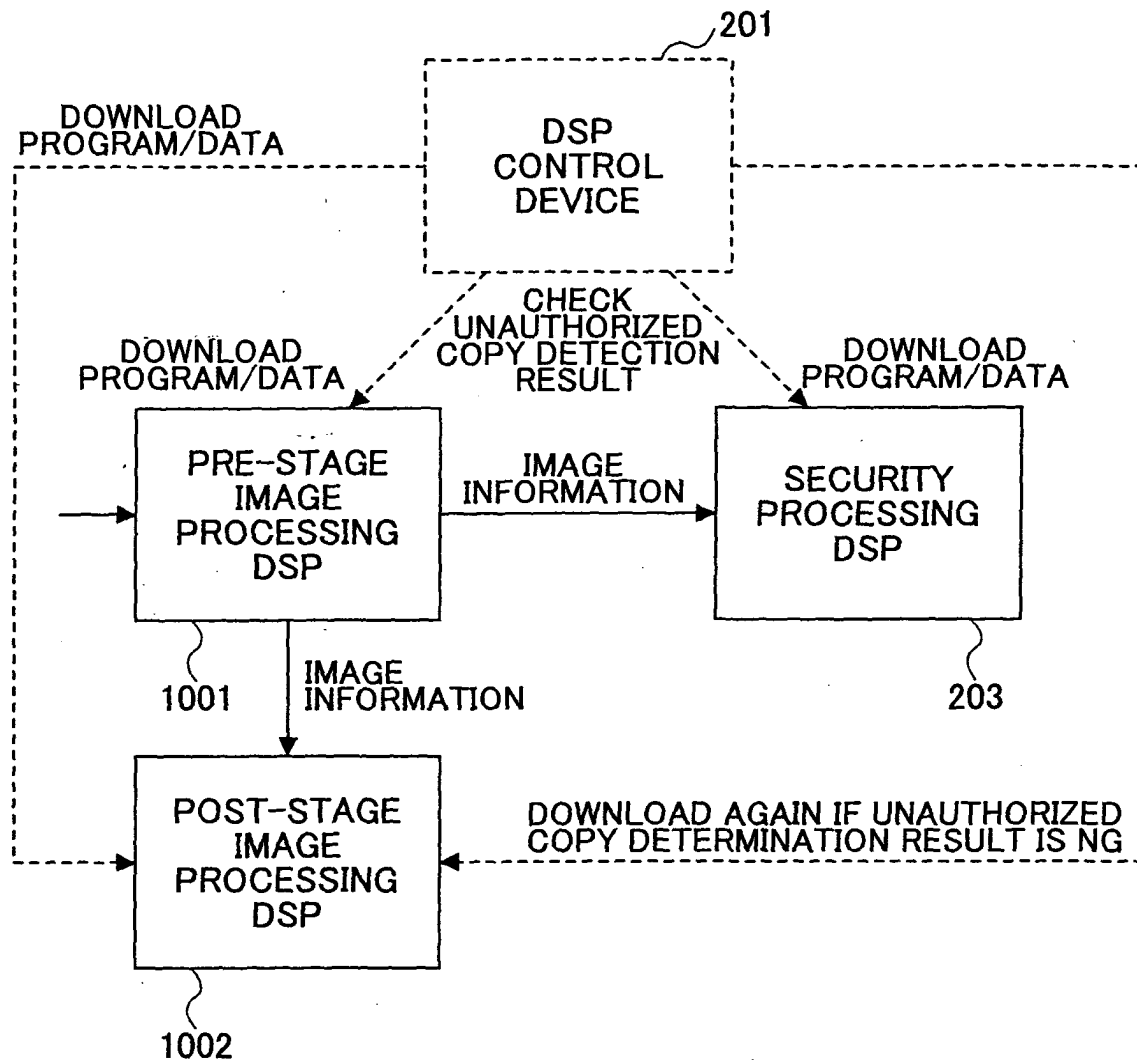 201
DOWNLOAD
PROGRAM/DATA
DSP
CONTROL
DEVICE
CHECK
UNAUTHORIZED
COPY DETECTION
RESULT
DOWNLOAD
PROGRAM/DATA
DOWNLOAD
PROGRAM/DATA
PRE-STAGE
IMAGE
PROCESSING
DSP
IMAGE
INFORMATION
SECURITY
PROCESSING
DSP
1001
IMAGE
INFORMATION
203
POST-STAGE
IMAGE
PROCESSING
DSP
DOWNLOAD AGAIN IF UNAUTHORIZED
COPY DETERMINATION RESULT IS NG
1002